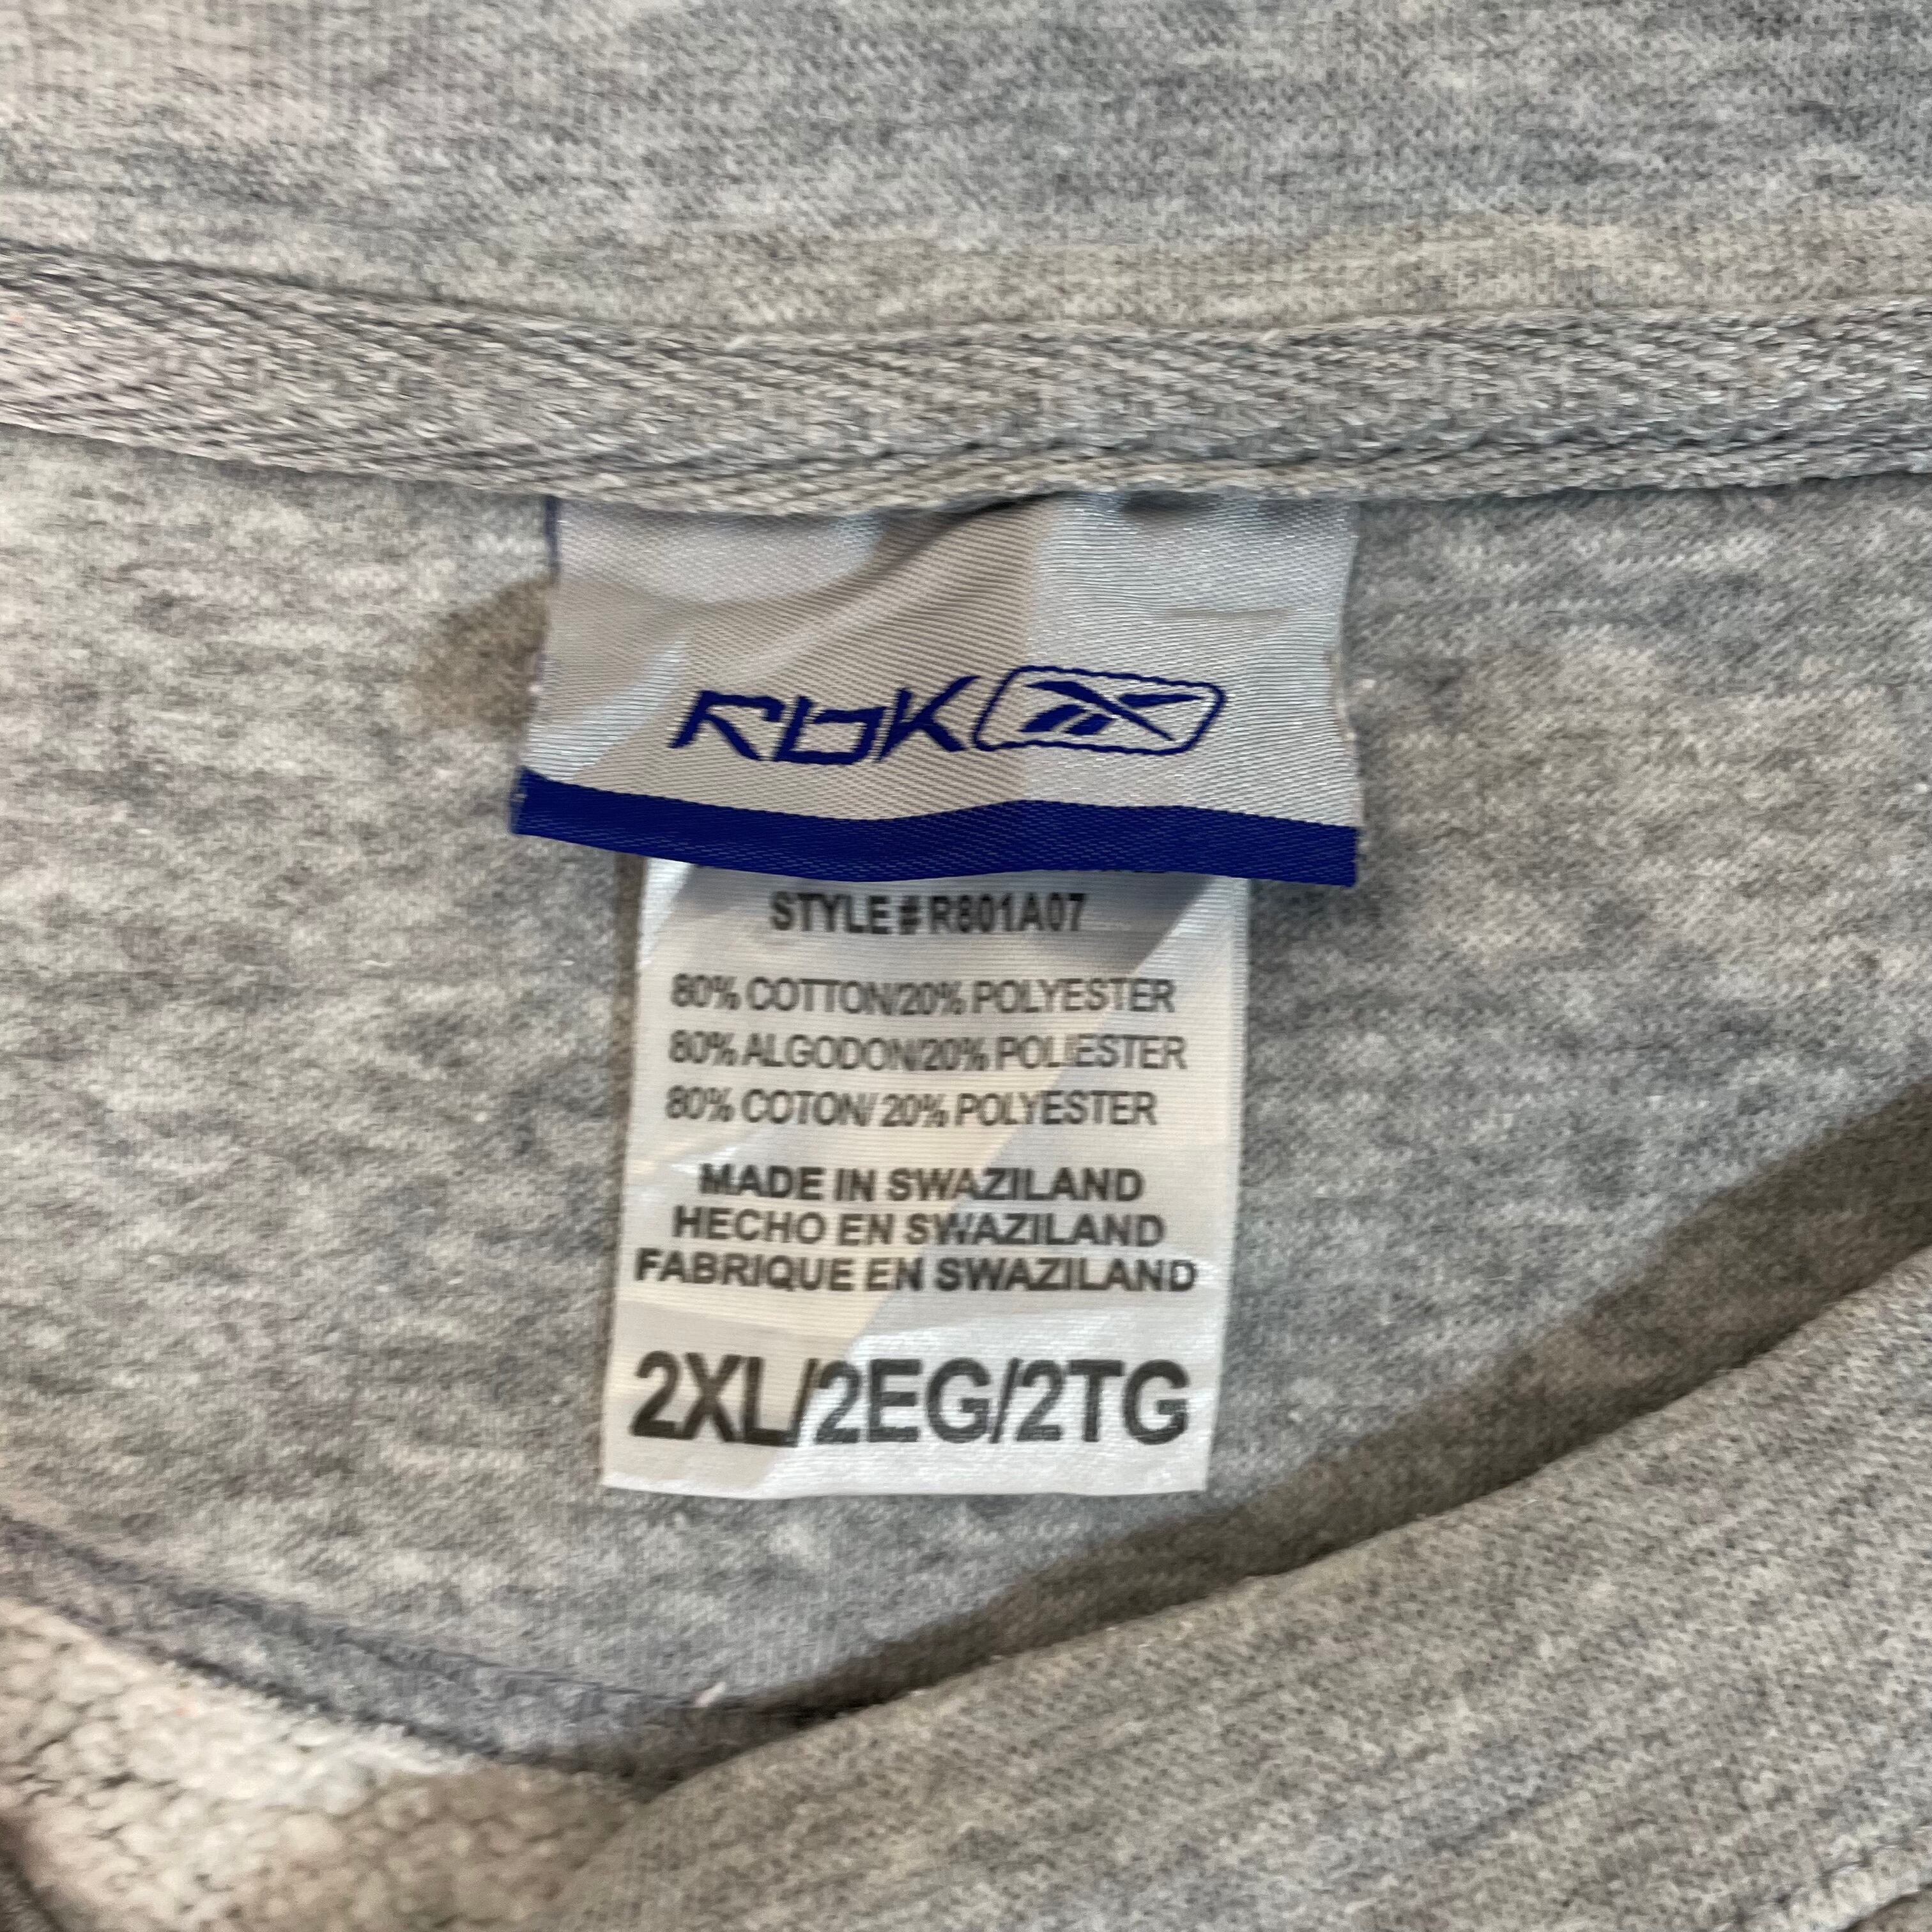 RBK
STYLE # R801A07
80% COTTON/20% POLYESTER
80% ALGODON/20% POLIESTER
80% COTON/ 20% POLYESTER
MADE IN SWAZILAND
HECHO EN SWAZILAND
FABRIQUE EN SWAZILAND
2XL/2EG/2TG